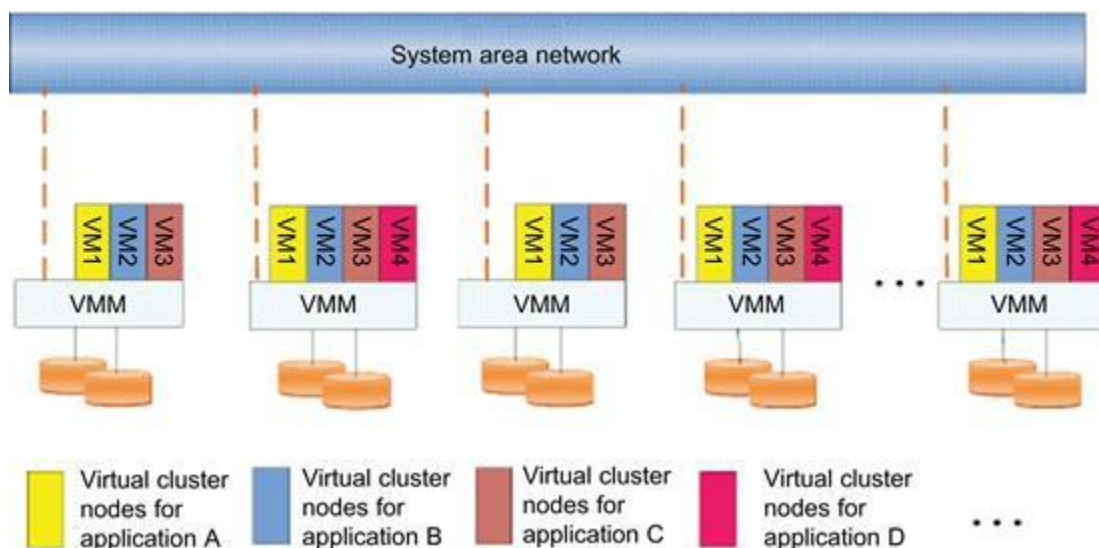 System area network
VM1 VM2 VM3
VM1 VM2 VM3 VM4
VM1 VM2 VM3
VM1 VM2 VM3 VM4
VM1 VM2 VM3 VM4
VMM
VMM
VMM
VMM
...
VMM
Virtual cluster
nodes for
application A
Virtual cluster
nodes for
application B
Virtual cluster
nodes for
application C
Virtual cluster
nodes for
application D
...